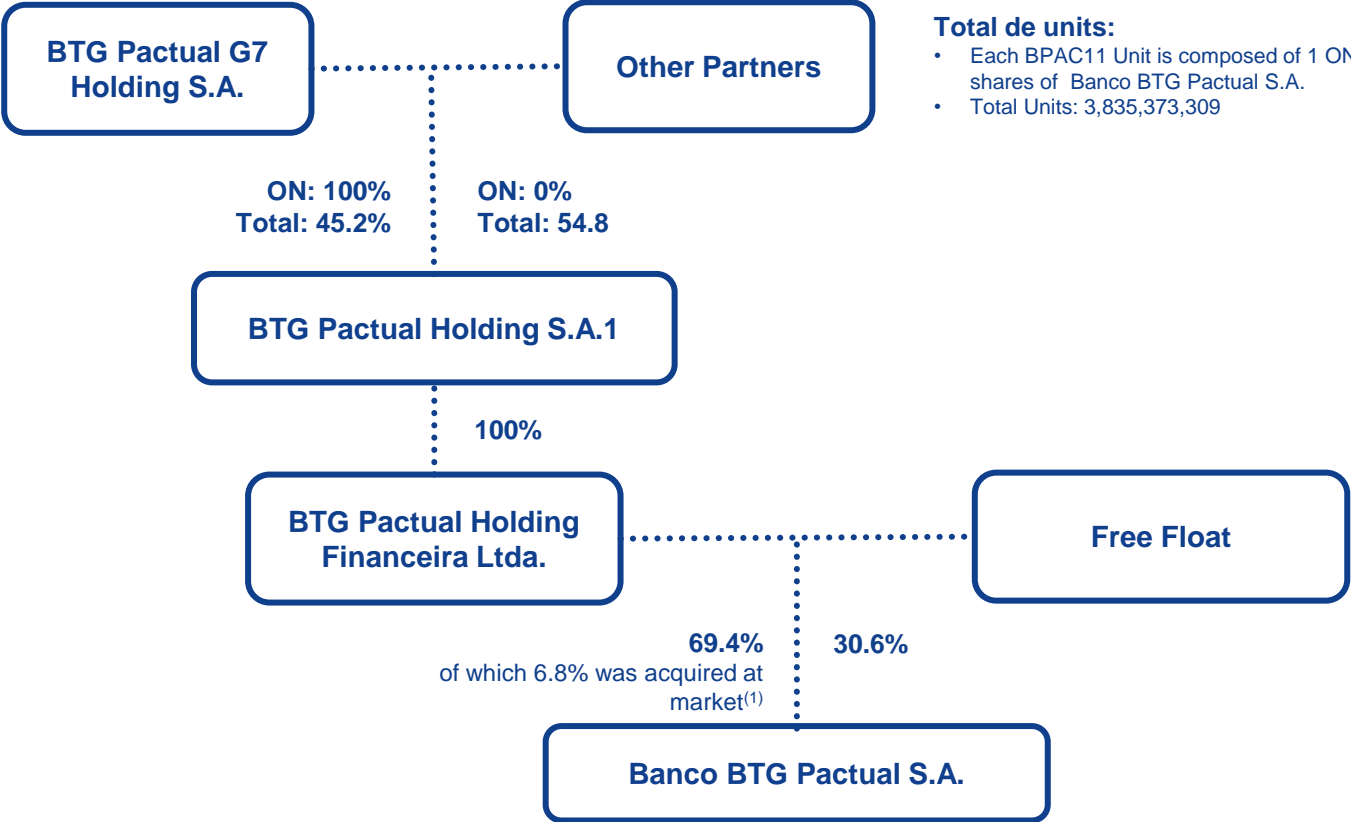 BTG Pactual G7
Holding S.A.
Other Partners
Total de units:
• Each BPAC11 Unit is composed of 1 ON
shares of Banco BTG Pactual S.A.
• Total Units: 3,835,373,309
ON: 100%
Total: 45.2%
ON: 0%
Total: 54.8
BTG Pactual Holding S.A.1
100%
BTG Pactual Holding
Financeira Ltda.
Free Float
69.4%
of which 6.8% was acquired at
market(1)
30.6%
Banco BTG Pactual S.A.